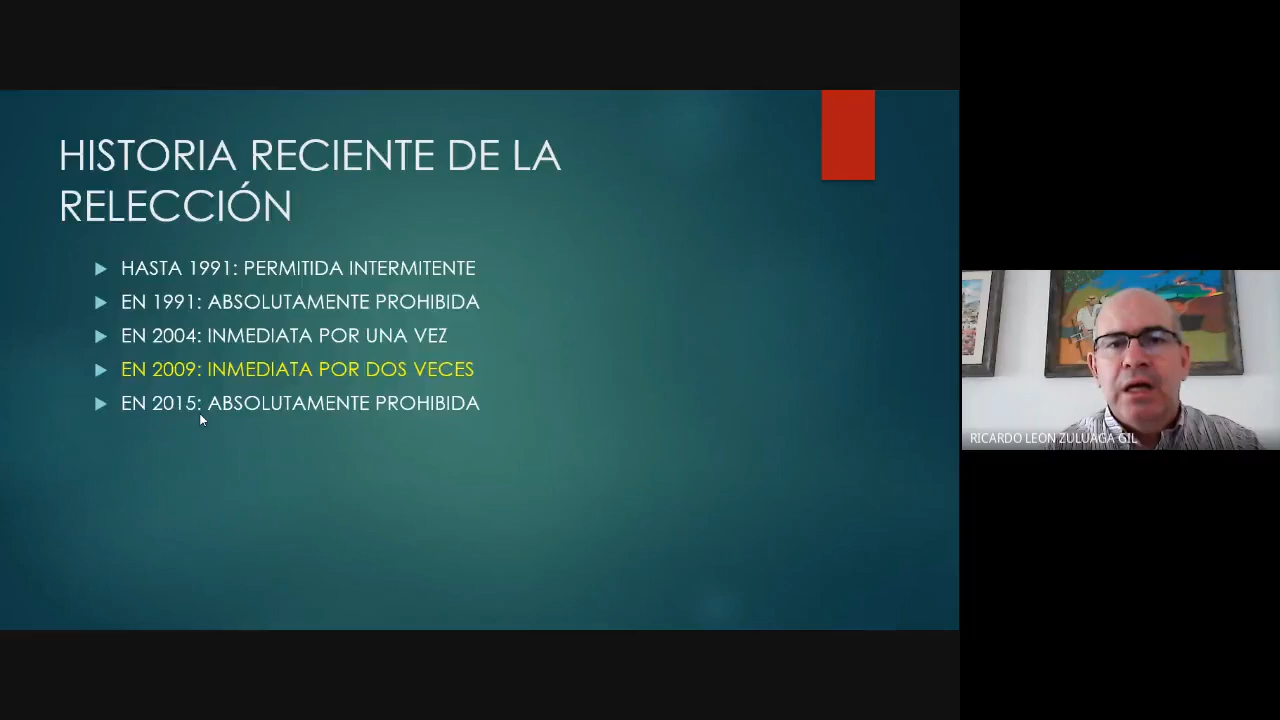 HISTORIA RECIENTE DE LA
RELECCIÓN
HASTA 1991: PERMITIDA INTERMITENTE
EN 1991: ABSOLUTAMENTE PROHIBIDA
EN 2004: INMEDIATA POR UNA VEZ
EN 2009: INMEDIATA POR DOS VECES
EN 2015: ABSOLUTAMENTE PROHIBIDA
RICARDO LEON ZULUAGA GIL